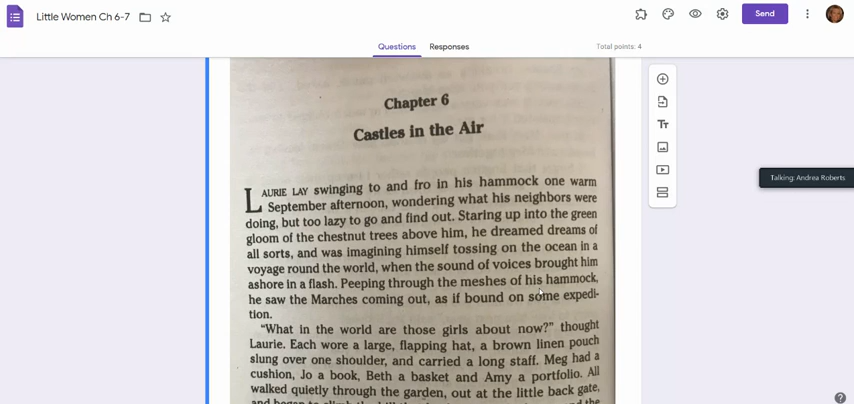 Little Women Ch 6-7
Send
Questions
Responses
Total points: 4
Talking: Andrea Roberts
Chapter 6
Castles in the Air
LAURIE LAY swinging to and fro in his hammock one warm
September afternoon, wondering what his neighbors were
doing, but too lazy to go and find out. Staring up into the green
gloom of the chestnut trees above him, he dreamed dreams of
all sorts, and was imagining himself tossing on the ocean in a
voyage round the world, when the sound of voices brought him
ashore in a flash. Peeping through the meshes of his hammock,
he saw the Marches coming out, as if bound on some expedi-
tion.
"What in the world are those girls about now?" thought
Laurie. Each wore a large, flapping hat, a brown linen pouch
slung over one shoulder, and carried a long staff. Meg had a
cushion, Jo a book, Beth a basket and Amy a portfolio. All
walked quietly through the garden, out at the little back gate,
and began to climb the hill